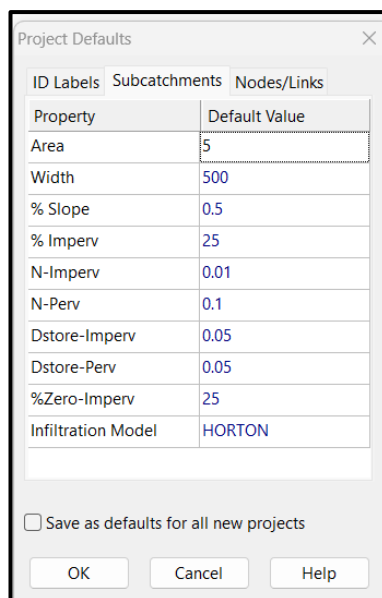 Project Defaults
ID Labels Subcatchments Nodes/Links
Property Default Value
Area 5
Width 500
% Slope 0.5
% Imperv 25
N-Imperv 0.01
N-Perv 0.1
Dstore-Imperv 0.05
Dstore-Perv 0.05
%Zero-Imperv 25
Infiltration Model HORTON
Save as defaults for all new projects
OK Cancel Help